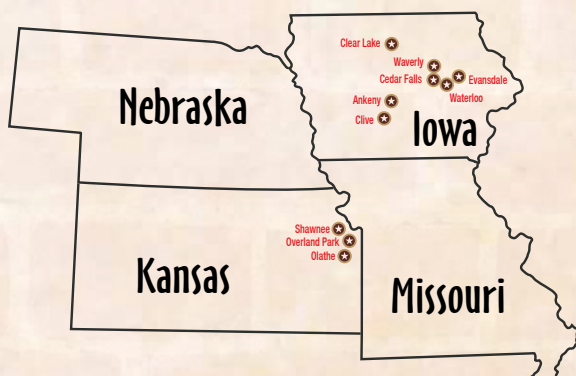 Clear Lake
Waverly
Cedar Falls
Evansdale
Waterloo
Ankeny
Clive
Iowa
Nebraska
Shawnee
Overland Park
Olathe
Kansas
Missouri